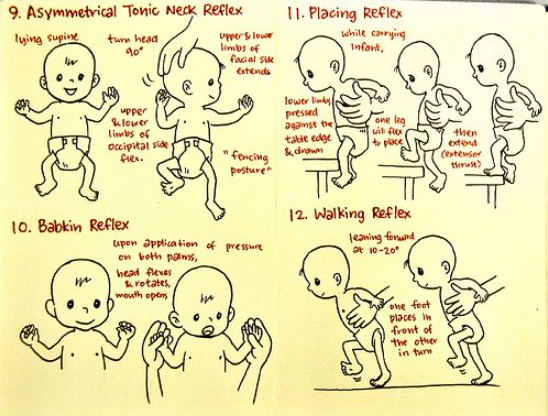 9. Asymmetrical Tonic Neck Reflex
lying supine
turn head
90°
upper & lower
limbs of
facial side
extends
upper
& lower
limbs of
occipital side
flex.
"fencing
posture"
10. Babkin Reflex
upon application of pressure
on both palms,
head flexes
& rotates,
mouth opens
11. Placing Reflex
while carrying
infant,
lower limbs
pressed
against the
table edge
& drawn
one leg
will flex
to place
then
extend
(extensor
thrust)
12. Walking Reflex
leaning forward
at 10-20°
one foot
places in
front of
the other
in turn